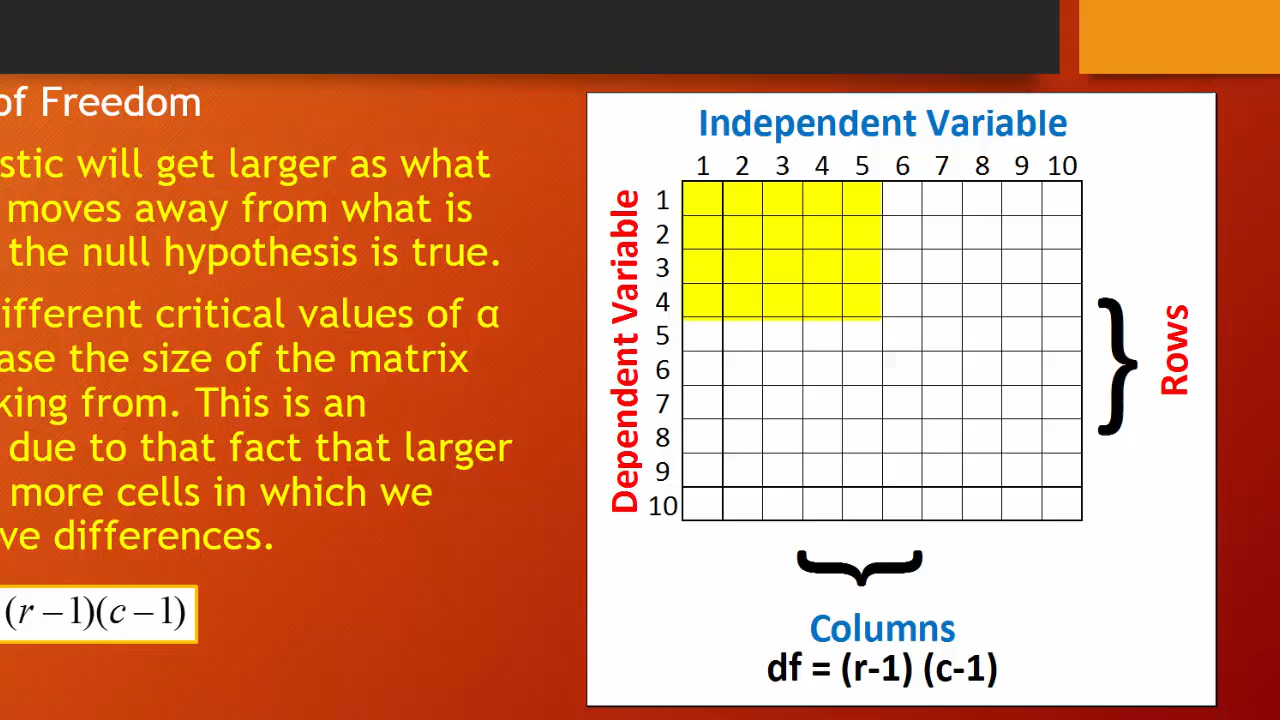 of Freedom
stic will get larger as what
moves away from what is
the null hypothesis is true.
ifferent critical values of α
ase the size of the matrix
king from. This is an
due to that fact that larger
more cells in which we
ve differences.
(r – 1)(c – 1)
Independent Variable
1 2 3 4 5 6 7 8 9 10
Dependent Variable
1
2
3
4
5
6
7
8
9
10
Rows
Columns
df = (r-1) (c-1)